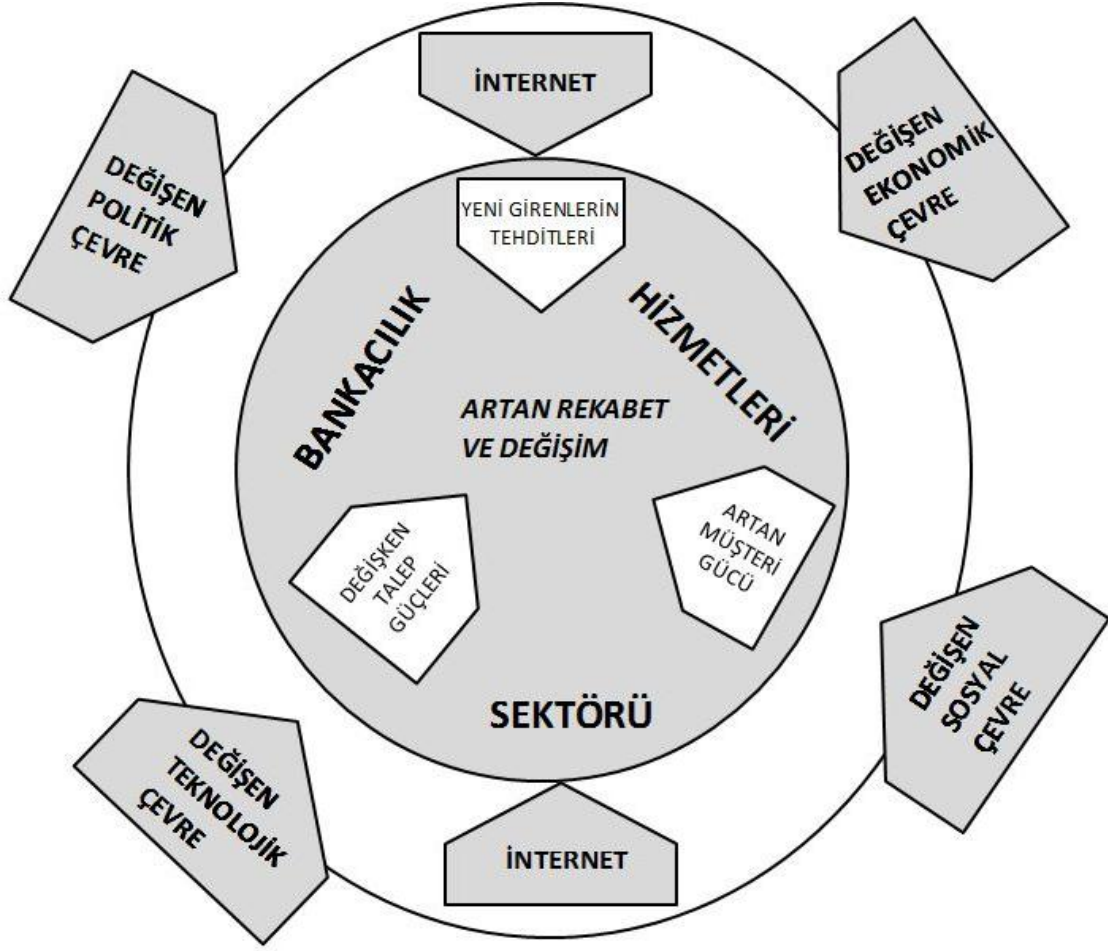 İNTERNET
DEĞİŞEN
POLİTİK
ÇEVRE
DEĞİŞEN
EKONOMİK
ÇEVRE
YENİ GİRENLERİN
TEHDİTLERİ
BANKACILIK
HİZMETLERİ
ARTAN REKABET
VE DEĞİŞİM
DEĞİŞKEN
TALEP
GÜÇLERİ
ARTAN
MÜŞTERİ
GÜCÜ
SEKTÖRÜ
DEĞİŞEN
SOSYAL
ÇEVRE
DEĞİŞEN
TEKNOLOJİK
ÇEVRE
İNTERNET